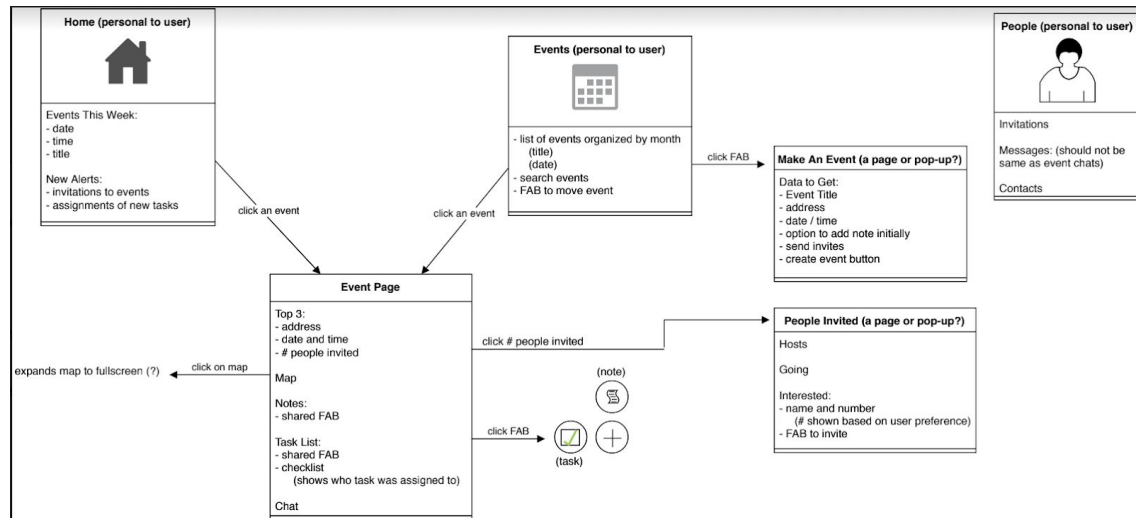 Home (personal to user)
Events This Week:
- date
- time
- title
New Alerts:
- invitations to events
- assignments of new tasks
click an event
Events (personal to user)
- list of events organized by month
(title)
(date)
- search events
- FAB to move event
click an event
click FAB
Make An Event (a page or pop-up?)
Data to Get:
- Event Title
- address
- date / time
- option to add note initially
- send invites
- create event button
People (personal to user)
Invitations
Messages: (should not be
same as event chats)
Contacts
Event Page
Top 3:
- address
- date and time
- # people invited
Map
Notes:
- shared FAB
Task List:
- shared FAB
- checklist
(shows who task was assigned to)
Chat
click on map
expands map to fullscreen (?)
click # people invited
People Invited (a page or pop-up?)
Hosts
Going
Interested:
- name and number
(# shown based on user preference)
- FAB to invite
click FAB
(note)
(task)